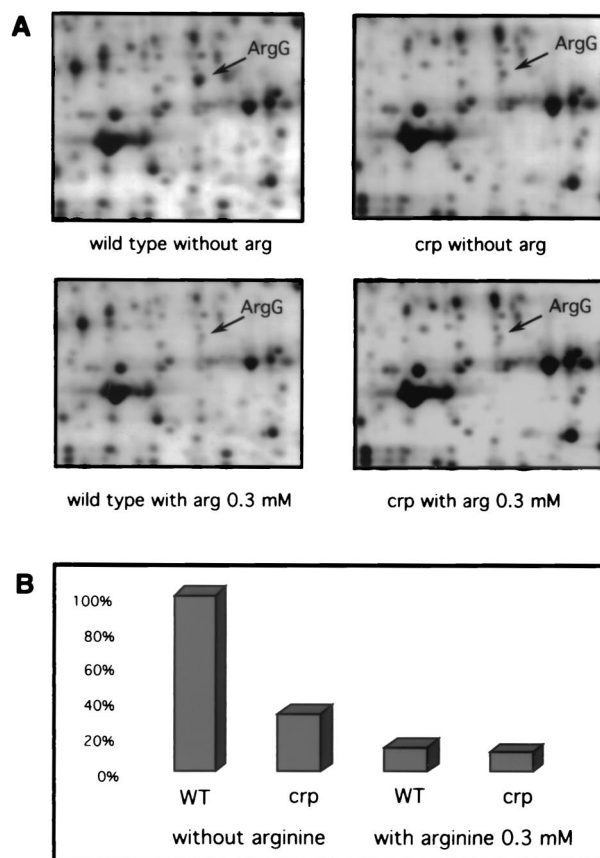 A
ArgG
ArgG
wild type without arg
crp without arg
ArgG
ArgG
wild type with arg 0.3 mM
crp with arg 0.3 mM
B
100%
80%
60%
40%
20%
0%
WT
crp
WT
crp
without arginine
with arginine 0.3 mM